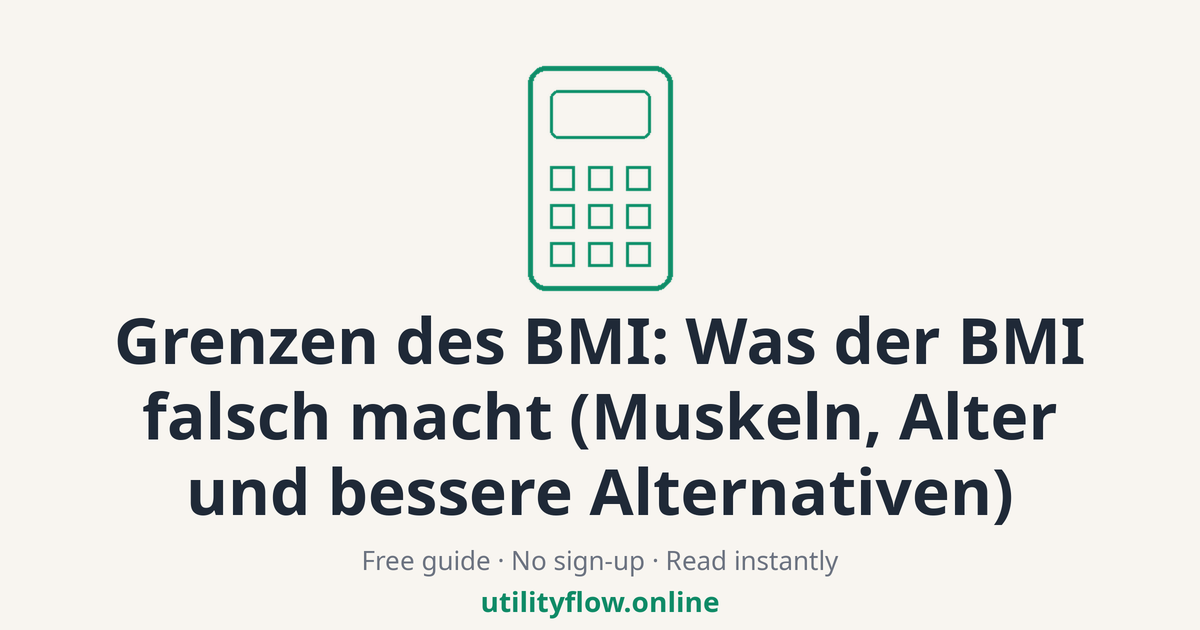 Grenzen des BMI: Was der BMI
falsch macht (Muskeln, Alter
und bessere Alternativen)
Free guide · No sign-up · Read instantly
utilityflow.online